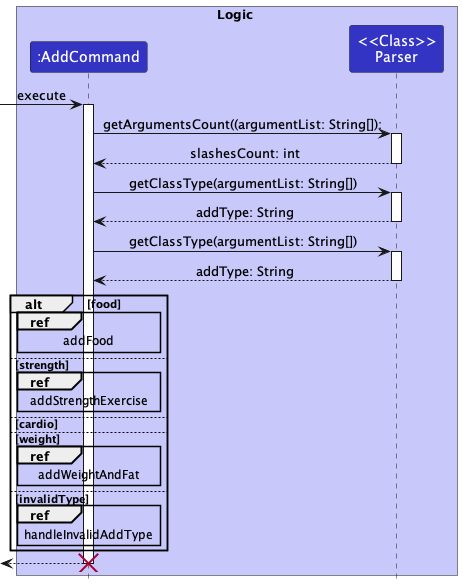 Logic
:AddCommand
<<Class>>
Parser
execute
getArgumentsCount((argumentList: String[]);
slashesCount: int
getClassType(argumentList: String[])
addType: String
getClassType(argumentList: String[])
addType: String
alt [food]
ref
addFood
[strength]
ref
addStrengthExercise
[cardio]
[weight]
ref
addWeightAndFat
[invalidType]
ref
handleInvalidAddType